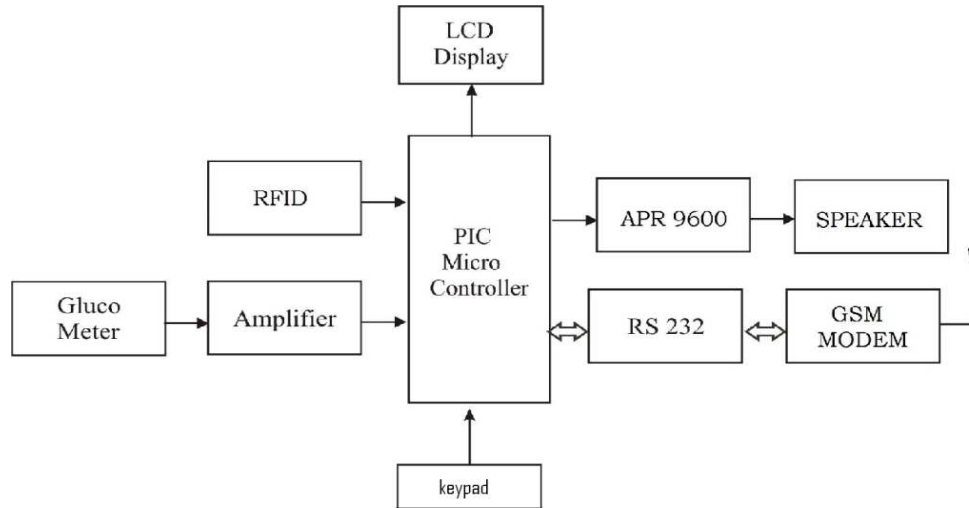 LCD
Display
RFID
PIC
Micro
Controller
APR 9600
SPEAKER
Gluco
Meter
Amplifier
RS 232
GSM
MODEM
keypad